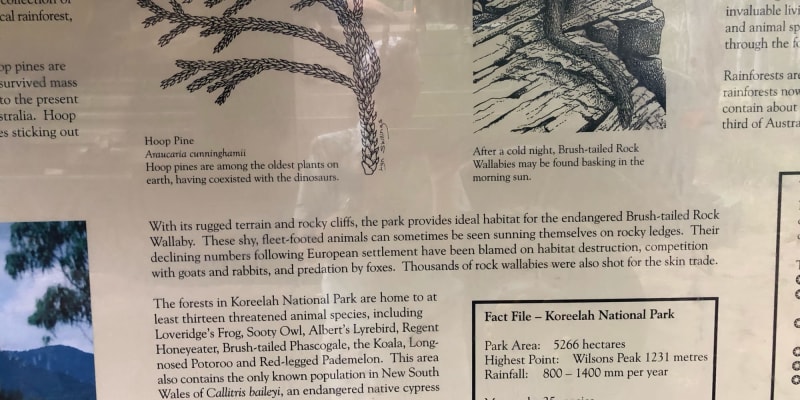 cal rainforest,
op pines are
survived mass
to the present
stralia. Hoop
es sticking out
Hoop Pine
Araucaria cunninghamii
Hoop pines are among the oldest plants on
earth, having coexisted with the dinosaurs.
After a cold night, Brush-tailed Rock
Wallabies may be found basking in the
morning sun.
invaluable livi
and animal sp
through the fo
Rainforests are
rainforests now
contain about
third of Austra
With its rugged terrain and rocky cliffs, the park provides ideal habitat for the endangered Brush-tailed Rock
Wallaby. These shy, fleet-footed animals can sometimes be seen sunning themselves on rocky ledges. Their
declining numbers following European settlement have been blamed on habitat destruction, competition
with goats and rabbits, and predation by foxes. Thousands of rock wallabies were also shot for the skin trade.
The forests in Koreelah National Park are home to at
least thirteen threatened animal species, including
Loveridge's Frog, Sooty Owl, Albert's Lyrebird, Regent
Honeyeater, Brush-tailed Phascogale, the Koala, Long-
nosed Potoroo and Red-legged Pademelon. This area
also contains the only known population in New South
Wales of Callitris baileyi, an endangered native cypress
Fact File – Koreelah National Park
Park Area: 5266 hectares
Highest Point: Wilsons Peak 1231 metres
Rainfall: 800 – 1400 mm per year